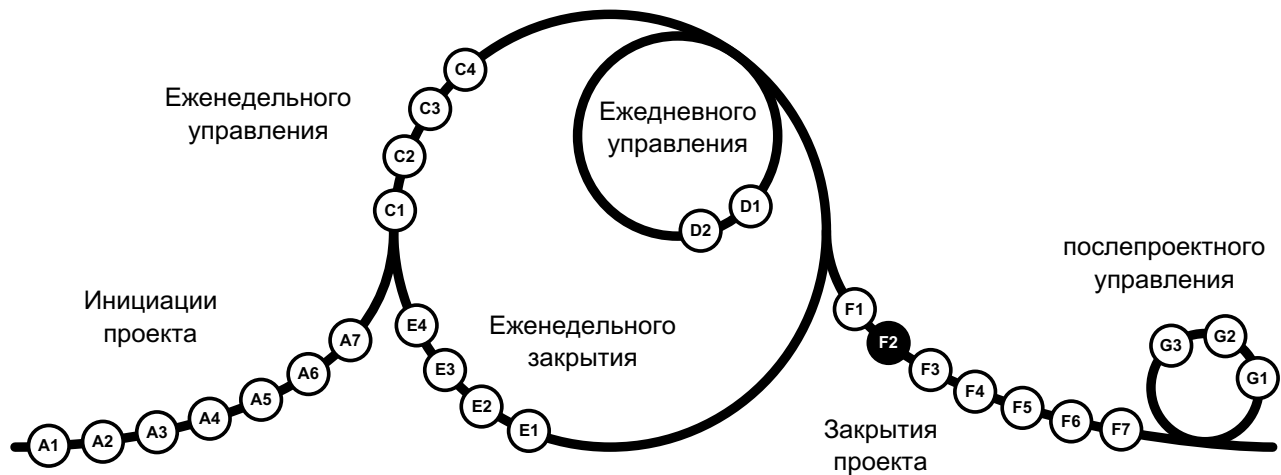 Еженедельного
управления
C4
C3
C2
C1
Ежедневного
управления
D1
D2
Инициации
проекта
A1
A2
A3
A4
A5
A6
A7
Еженедельного
закрытия
E4
E3
E2
E1
F1
F2
F3
F4
F5
F6
F7
Закрытия
проекта
послепроектного
управления
G3
G2
G1